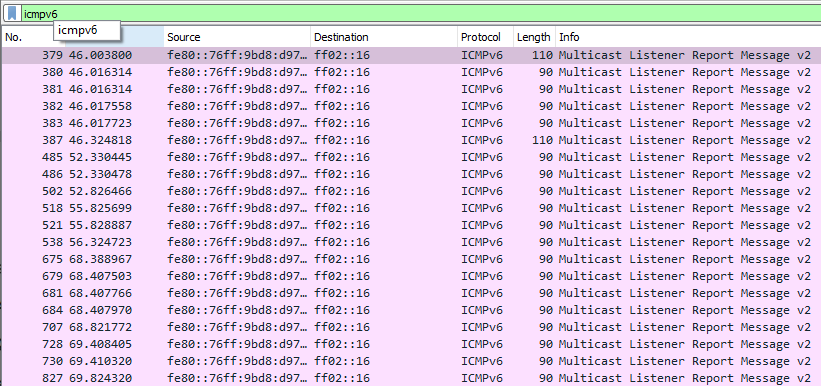 icmpv6
icmpv6
No. Source Destination Protocol Length Info
379 46.003800 fe80::76ff:9bd8:d97… ff02::16 ICMPv6 110 Multicast Listener Report Message v2
380 46.016314 fe80::76ff:9bd8:d97… ff02::16 ICMPv6 90 Multicast Listener Report Message v2
381 46.016314 fe80::76ff:9bd8:d97… ff02::16 ICMPv6 90 Multicast Listener Report Message v2
382 46.017558 fe80::76ff:9bd8:d97… ff02::16 ICMPv6 90 Multicast Listener Report Message v2
383 46.017723 fe80::76ff:9bd8:d97… ff02::16 ICMPv6 90 Multicast Listener Report Message v2
387 46.324818 fe80::76ff:9bd8:d97… ff02::16 ICMPv6 110 Multicast Listener Report Message v2
485 52.330445 fe80::76ff:9bd8:d97… ff02::16 ICMPv6 90 Multicast Listener Report Message v2
486 52.330478 fe80::76ff:9bd8:d97… ff02::16 ICMPv6 90 Multicast Listener Report Message v2
502 52.826466 fe80::76ff:9bd8:d97… ff02::16 ICMPv6 90 Multicast Listener Report Message v2
518 55.825699 fe80::76ff:9bd8:d97… ff02::16 ICMPv6 90 Multicast Listener Report Message v2
521 55.828887 fe80::76ff:9bd8:d97… ff02::16 ICMPv6 90 Multicast Listener Report Message v2
538 56.324723 fe80::76ff:9bd8:d97… ff02::16 ICMPv6 90 Multicast Listener Report Message v2
675 68.388967 fe80::76ff:9bd8:d97… ff02::16 ICMPv6 90 Multicast Listener Report Message v2
679 68.407503 fe80::76ff:9bd8:d97… ff02::16 ICMPv6 90 Multicast Listener Report Message v2
681 68.407766 fe80::76ff:9bd8:d97… ff02::16 ICMPv6 90 Multicast Listener Report Message v2
684 68.407970 fe80::76ff:9bd8:d97… ff02::16 ICMPv6 90 Multicast Listener Report Message v2
707 68.821772 fe80::76ff:9bd8:d97… ff02::16 ICMPv6 90 Multicast Listener Report Message v2
728 69.408405 fe80::76ff:9bd8:d97… ff02::16 ICMPv6 90 Multicast Listener Report Message v2
730 69.410320 fe80::76ff:9bd8:d97… ff02::16 ICMPv6 90 Multicast Listener Report Message v2
827 69.824320 fe80::76ff:9bd8:d97… ff02::16 ICMPv6 90 Multicast Listener Report Message v2